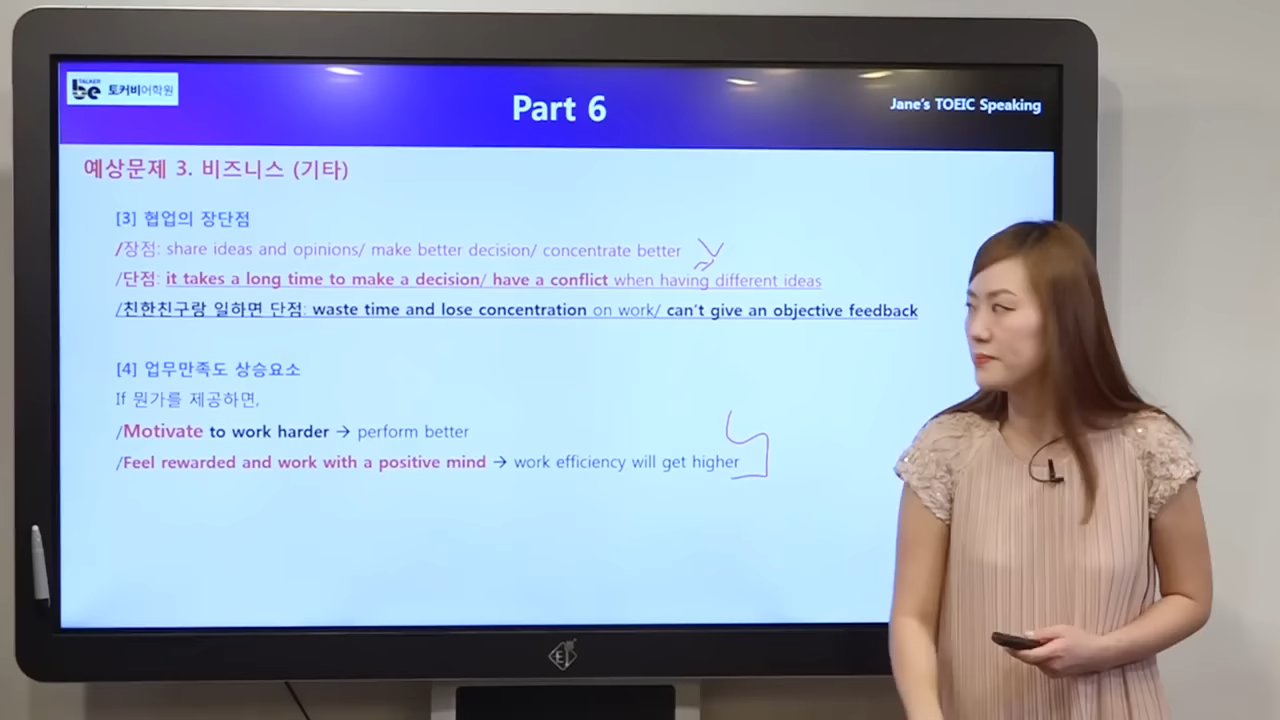 TALKER
be 토커비어학원
Part 6
Jane's TOEIC Speaking
예상문제 3. 비즈니스 (기타)
[3] 협업의 장단점
/장점: share ideas and opinions/ make better decision/ concentrate better
/단점: it takes a long time to make a decision/ have a conflict when having different ideas
/친한친구랑 일하면 단점: waste time and lose concentration on work/ can't give an objective feedback
[4] 업무만족도 상승요소
If 뭔가를 제공하면,
/Motivate to work harder → perform better
/Feel rewarded and work with a positive mind → work efficiency will get higher